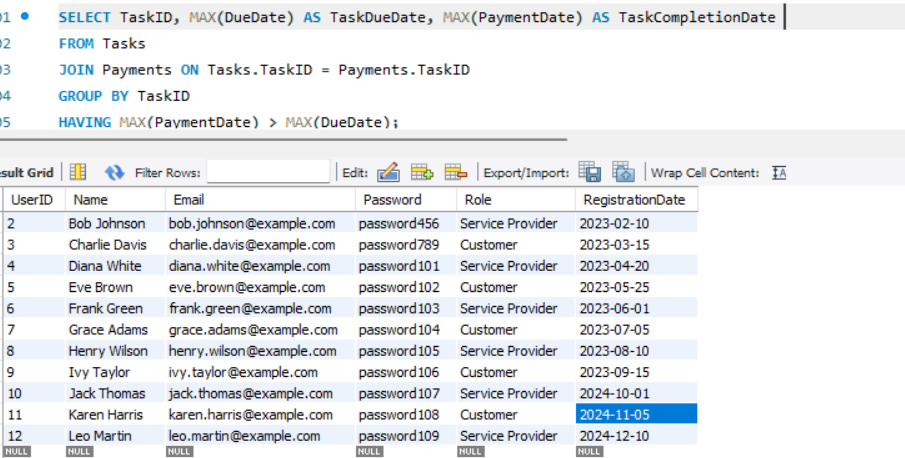 01 SELECT TaskID, MAX(DueDate) AS TaskDueDate, MAX(PaymentDate) AS TaskCompletionDate
02 FROM Tasks
03 JOIN Payments ON Tasks.TaskID = Payments.TaskID
04 GROUP BY TaskID
05 HAVING MAX(PaymentDate) > MAX(DueDate);
sult Grid Filter Rows: Edit: Export/Import: Wrap Cell Content: IA
UserID Name Email Password Role RegistrationDate
2 Bob Johnson bob.johnson@example.com password456 Service Provider 2023-02-10
3 Charlie Davis charlie.davis@example.com password789 Customer 2023-03-15
4 Diana White diana.white@example.com password101 Service Provider 2023-04-20
5 Eve Brown eve.brown@example.com password102 Customer 2023-05-25
6 Frank Green frank.green@example.com password103 Service Provider 2023-06-01
7 Grace Adams grace.adams@example.com password104 Customer 2023-07-05
8 Henry Wilson henry.wilson@example.com password105 Service Provider 2023-08-10
9 Ivy Taylor ivy.taylor@example.com password106 Customer 2023-09-15
10 Jack Thomas jack.thomas@example.com password107 Service Provider 2024-10-01
11 Karen Harris karen.harris@example.com password108 Customer 2024-11-05
12 Leo Martin leo.martin@example.com password109 Service Provider 2024-12-10
NULL NULL NULL NULL NULL NULL